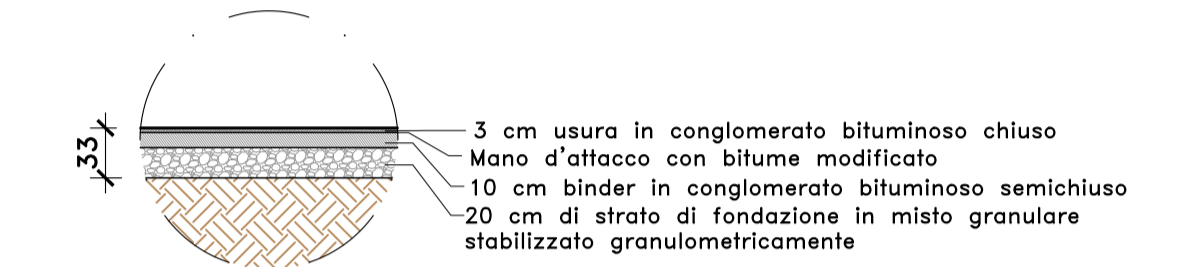 33
3 cm usura in conglomerato bituminoso chiuso
Mano d'attacco con bitume modificato
10 cm binder in conglomerato bituminoso semichiuso
20 cm di strato di fondazione in misto granulare
stabilizzato granulometricamente